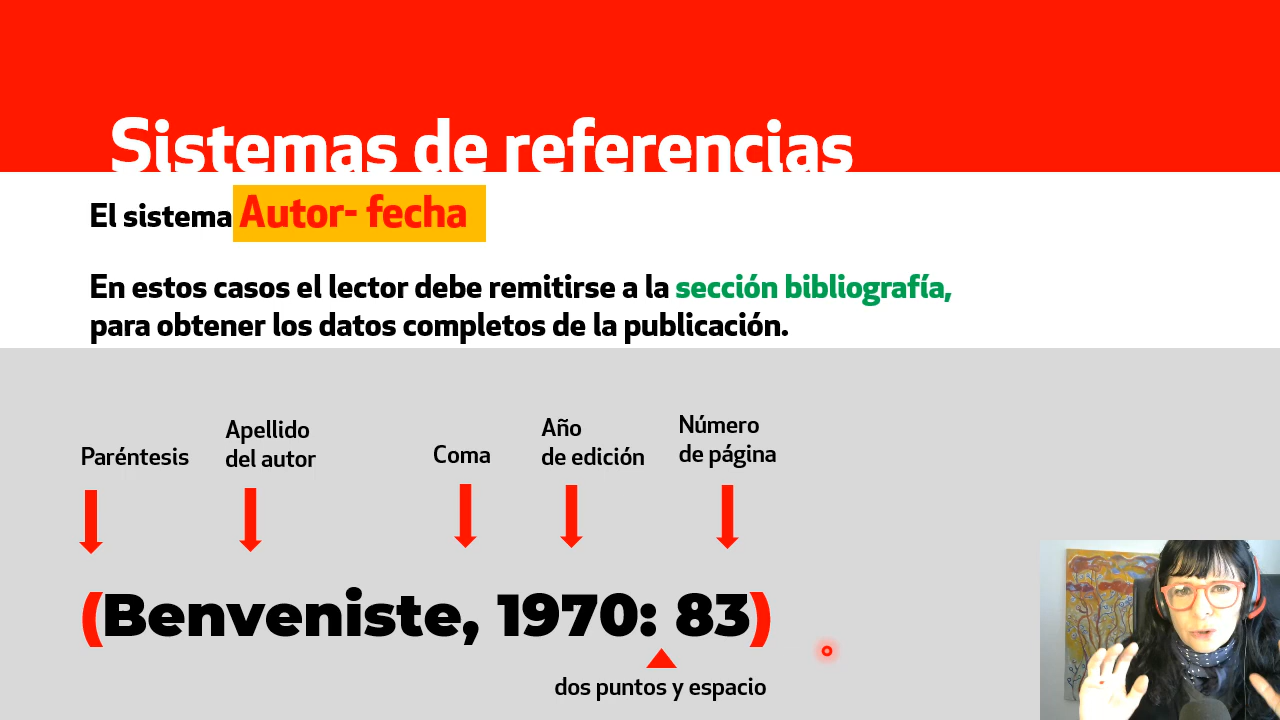 Sistemas de referencias
El sistema Autor- fecha
En estos casos el lector debe remitirse a la sección bibliografía,
para obtener los datos completos de la publicación.
Paréntesis
Apellido
del autor
Coma
Año
de edición
Número
de página
(Benveniste, 1970: 83)
dos puntos y espacio